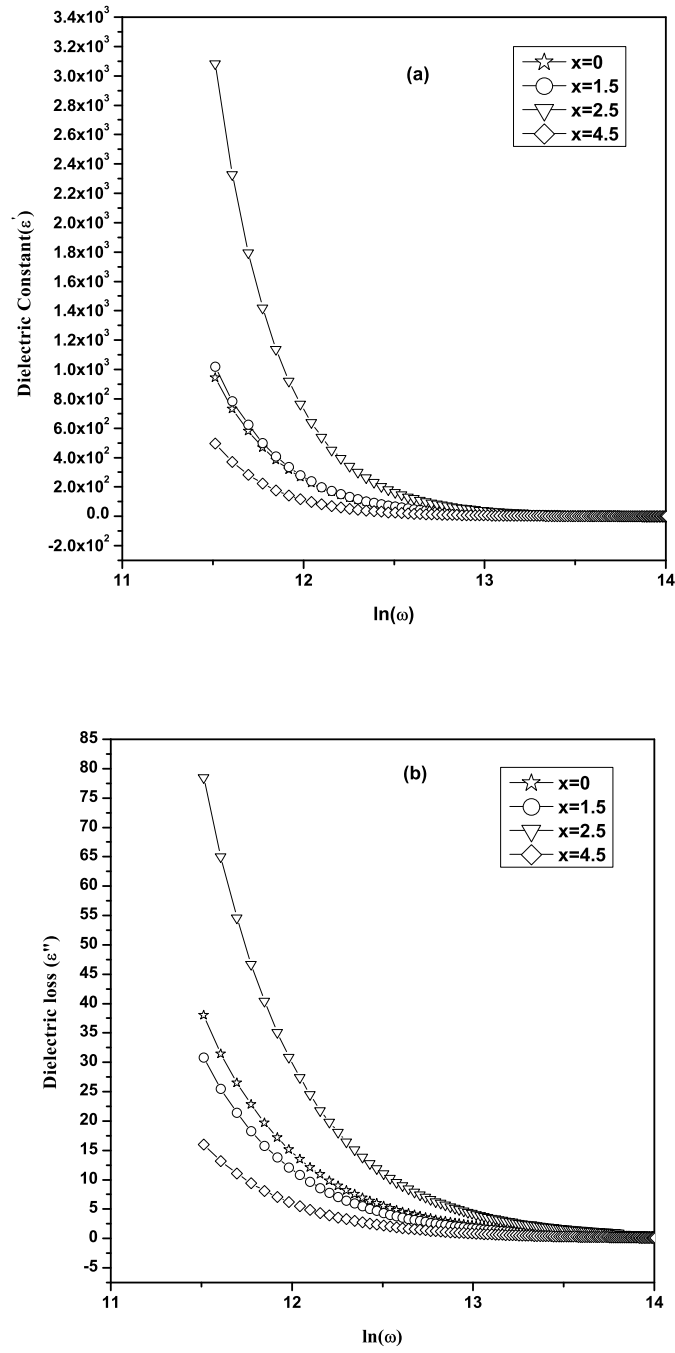 3.4x10³
3.2x10³
3.0x10³
2.8x10³
2.6x10³
2.4x10³
2.2x10³
2.0x10³
1.8x10³
1.6x10³
1.4x10³
1.2x10³
1.0x10³
8.0x10²
6.0x10²
4.0x10²
2.0x10²
0.0
-2.0x10²
Dielectric Constant(ε')
(a)
x=0
x=1.5
x=2.5
x=4.5
11 12 13 14
ln(ω)
85
80
75
70
65
60
55
50
45
40
35
30
25
20
15
10
5
0
-5
Dielectric loss (ε")
(b)
x=0
x=1.5
x=2.5
x=4.5
11 12 13 14
ln(ω)